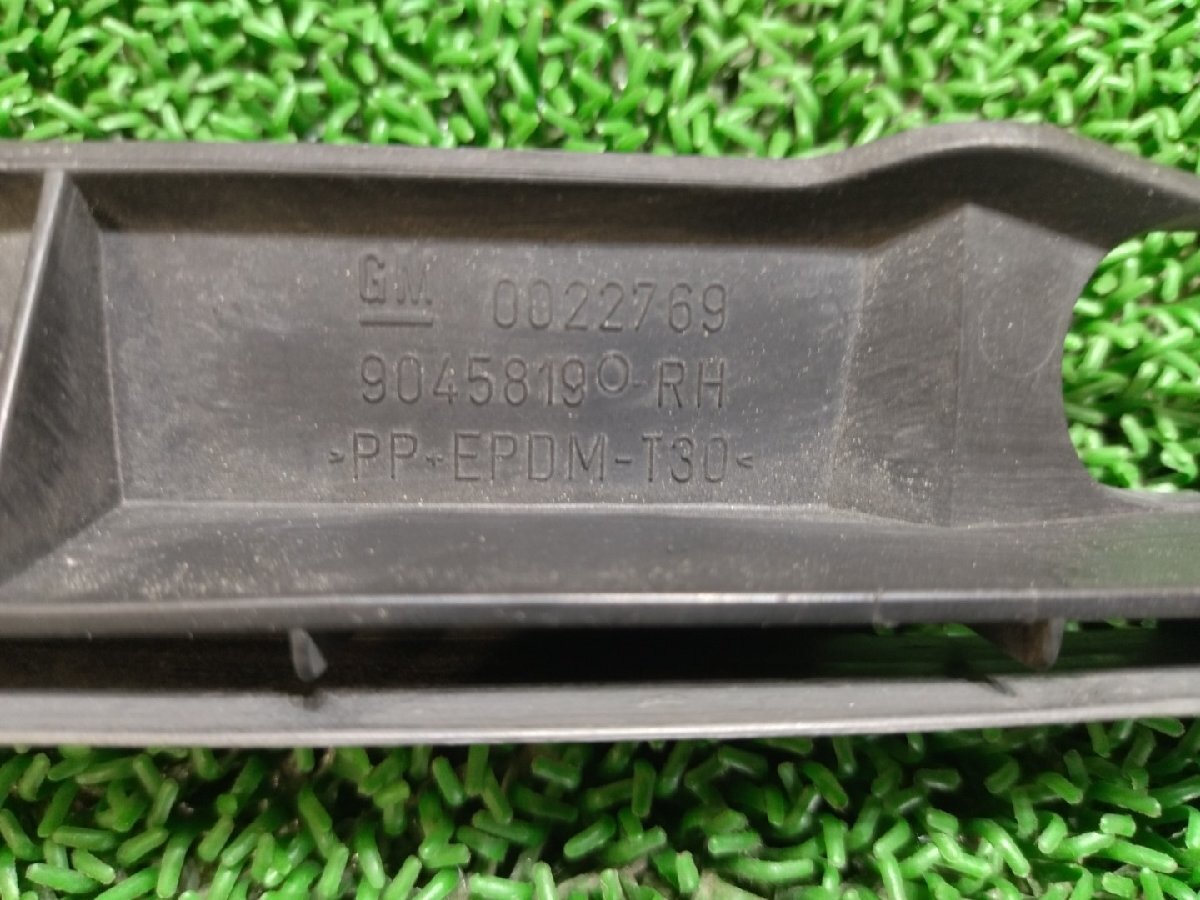 GM 0022769
90458190 RH
>PP+EPDM-T30<